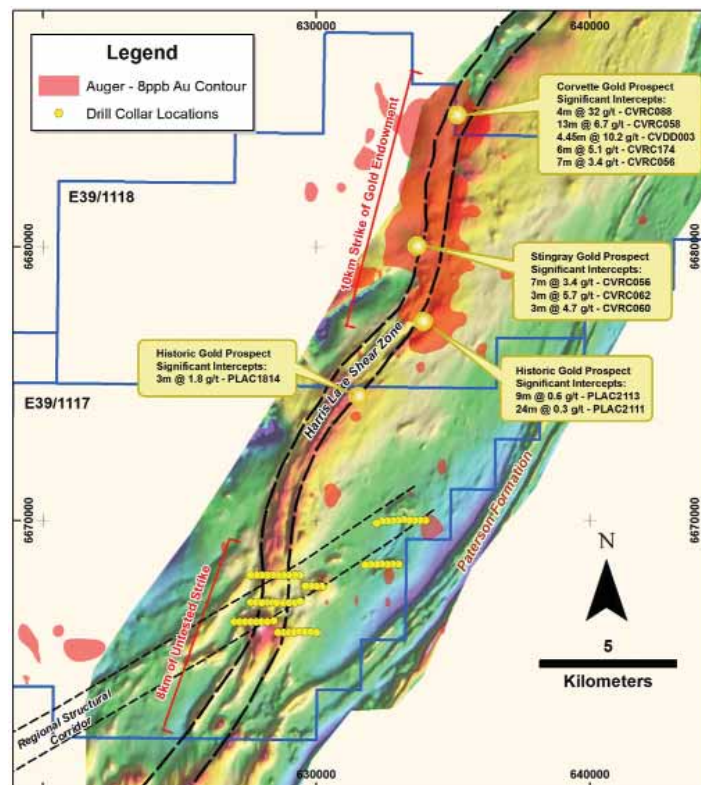 630000
640000
Legend
Auger - 8ppb Au Contour
Drill Collar Locations
Corvette Gold Prospect
Significant Intercepts:
4m @ 32 g/t - CVRC088
13m @ 6.7 g/t - CVRC058
4.45m @ 10.2 g/t - CVDD003
6m @ 5.1 g/t - CVRC174
7m @ 3.4 g/t - CVRC056
10km Strike of Gold Endowment
E39/1118
6680000
6680000
Stingray Gold Prospect
Significant Intercepts:
7m @ 3.4 g/t - CVRC056
3m @ 5.7 g/t - CVRC062
3m @ 4.7 g/t - CVRC060
Historic Gold Prospect
Significant Intercepts:
3m @ 1.8 g/t - PLAC1814
Harris Lake Shear Zone
Historic Gold Prospect
Significant Intercepts:
9m @ 0.6 g/t - PLAC2113
24m @ 0.3 g/t - PLAC2111
E39/1117
Paterson Formation
6670000
6670000
N
8km of Untested Strike
5
Kilometers
Regional Structural
Corridor
630000
640000